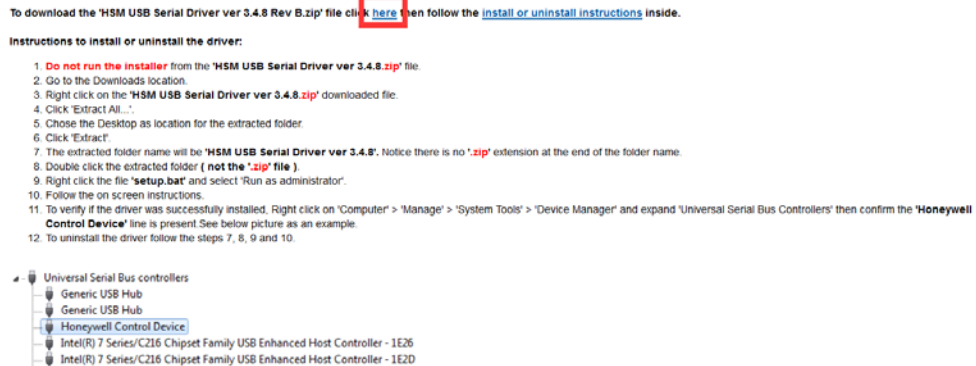 To download the 'HSM USB Serial Driver ver 3.4.8 Rev B.zip' file click here then follow the install or uninstall instructions inside.
Instructions to install or uninstall the driver:
1. Do not run the installer from the 'HSM USB Serial Driver ver 3.4.8.zip' file.
2. Go to the Downloads location.
3. Right click on the 'HSM USB Serial Driver ver 3.4.8.zip' downloaded file.
4. Click 'Extract All...'.
5. Chose the Desktop as location for the extracted folder.
6. Click 'Extract'.
7. The extracted folder name will be 'HSM USB Serial Driver ver 3.4.8'. Notice there is no '.zip' extension at the end of the folder name.
8. Double click the extracted folder ( not the '.zip' file ).
9. Right click the file 'setup.bat' and select 'Run as administrator'.
10. Follow the on screen instructions.
11. To verify if the driver was successfully installed, Right click on 'Computer' > 'Manage' > 'System Tools' > 'Device Manager' and expand 'Universal Serial Bus Controllers' then confirm the 'Honeywell
Control Device' line is present.See below picture as an example.
12. To uninstall the driver follow the steps 7, 8, 9 and 10.
Universal Serial Bus controllers
Generic USB Hub
Generic USB Hub
Honeywell Control Device
Intel(R) 7 Series/C216 Chipset Family USB Enhanced Host Controller - 1E26
Intel(R) 7 Series/C216 Chipset Family USB Enhanced Host Controller - 1E2D